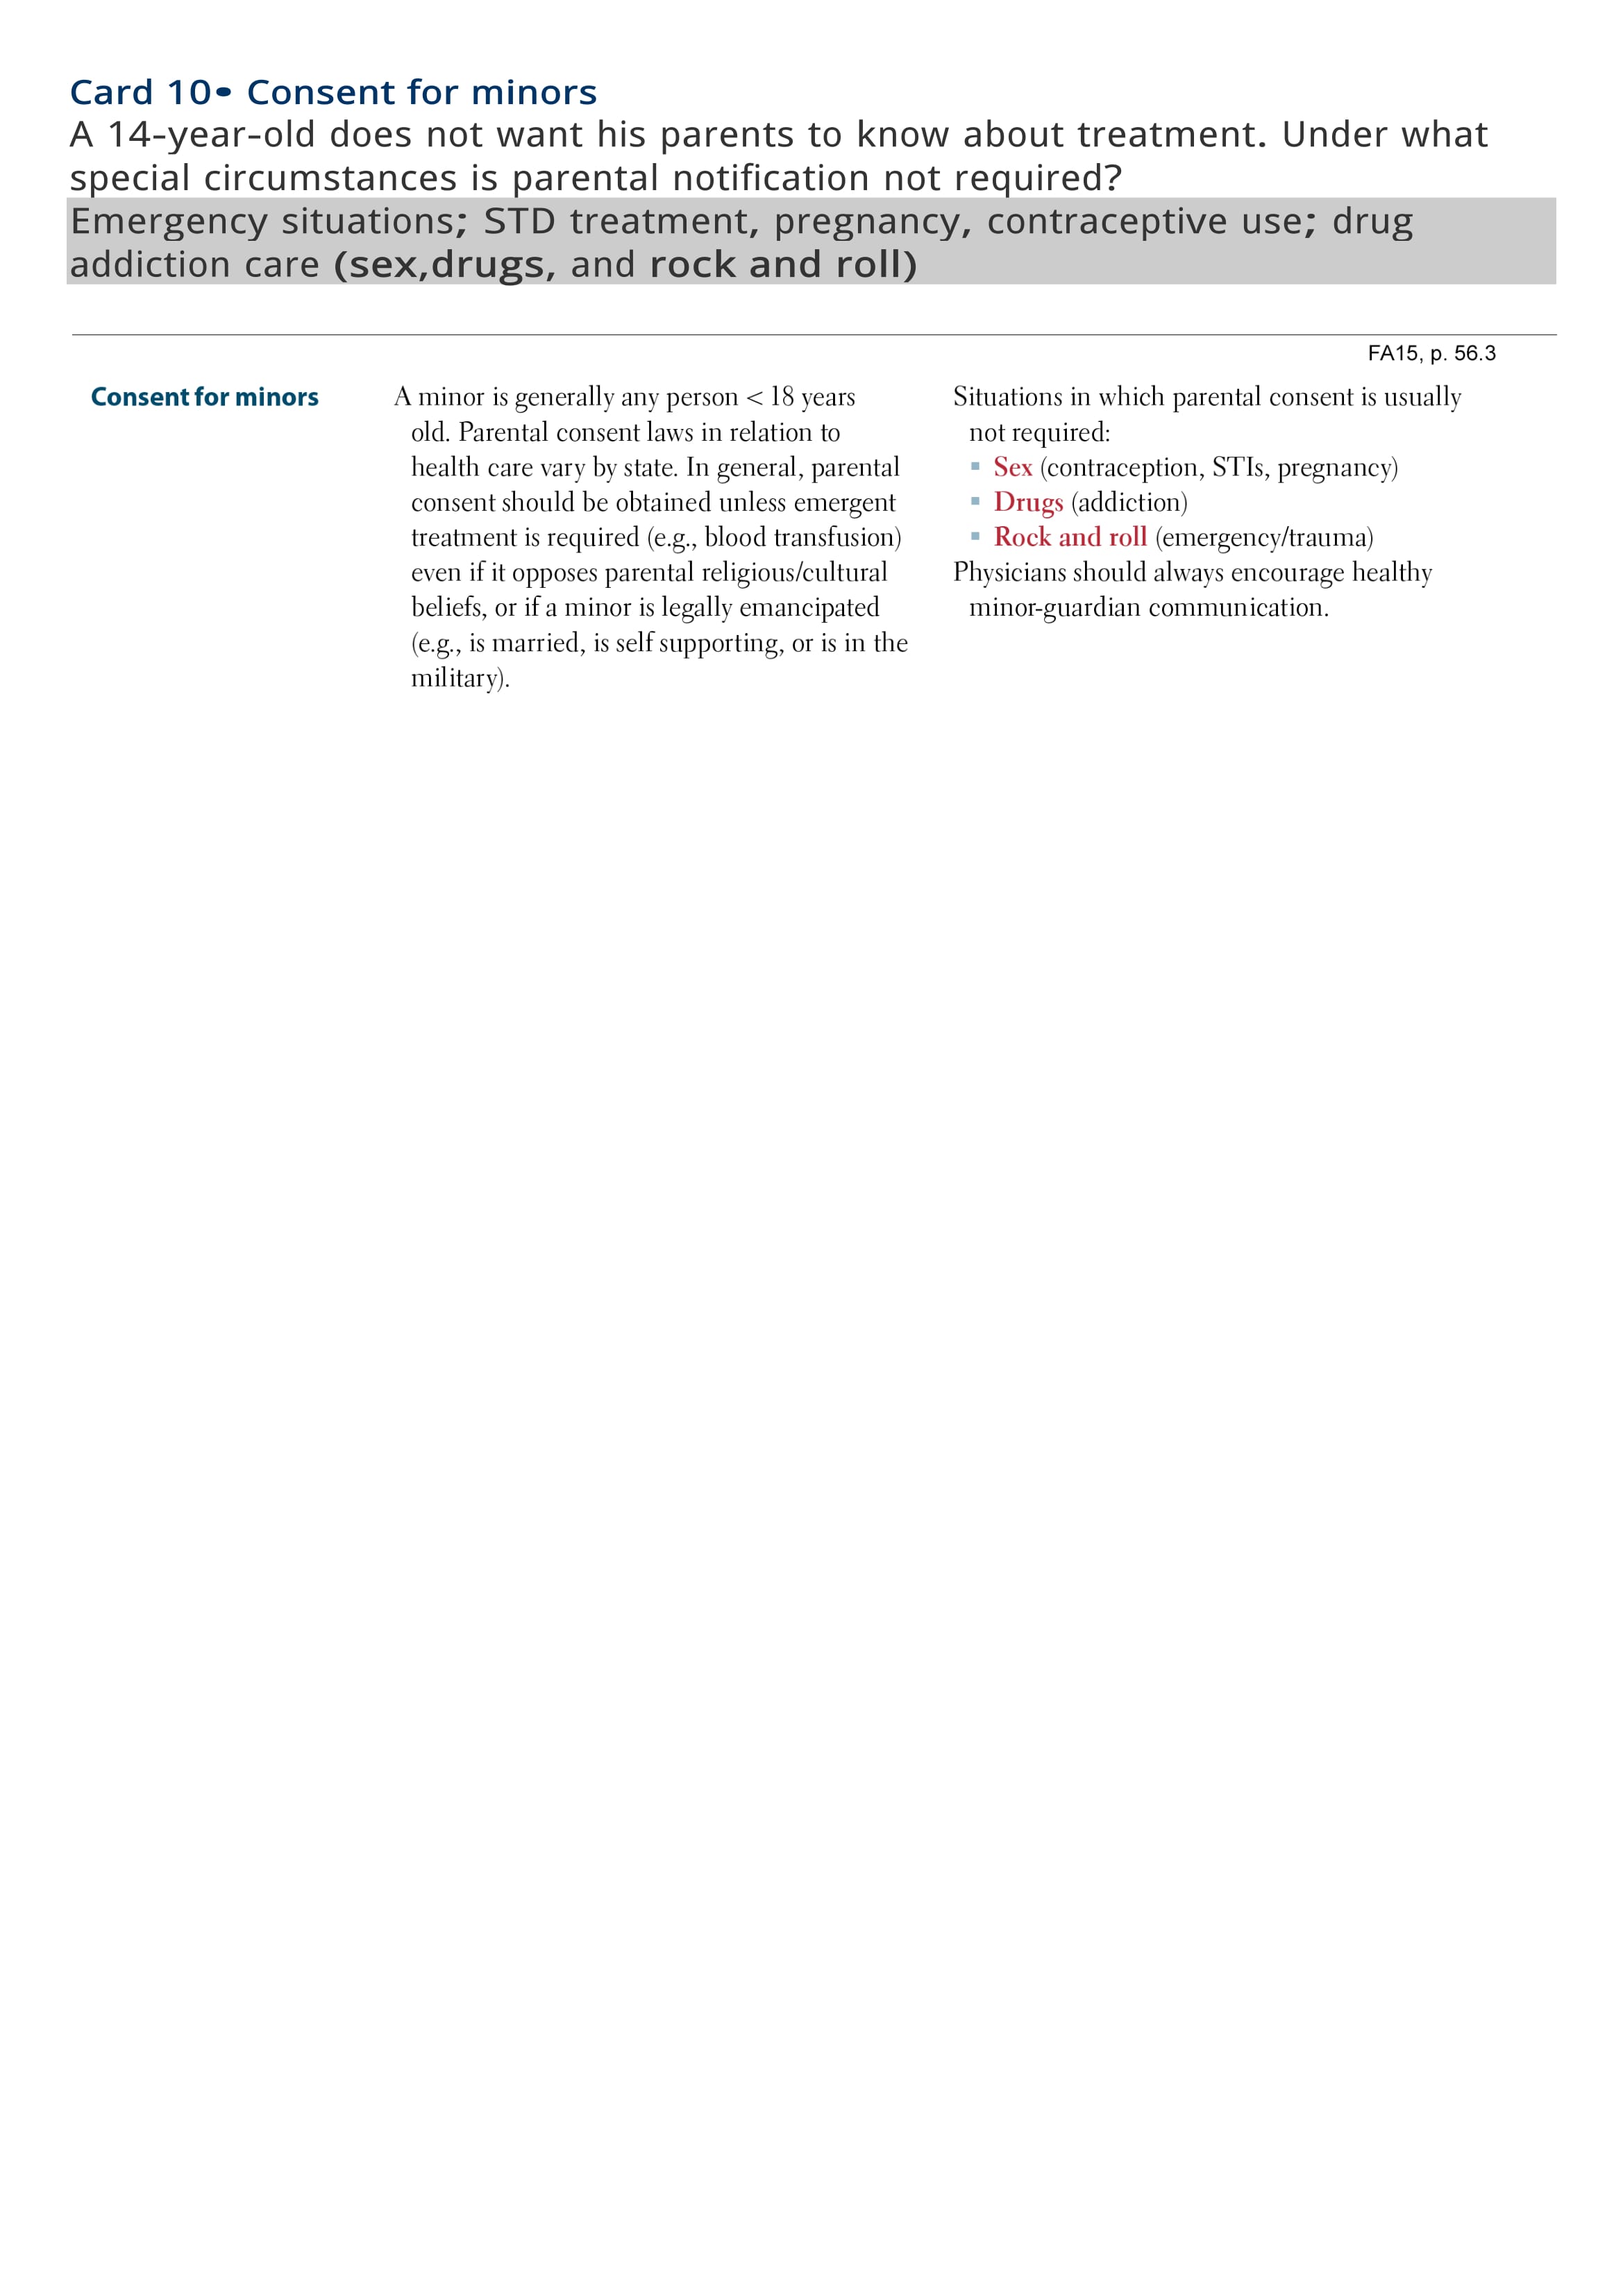 Card 10• Consent for minors
A 14-year-old does not want his parents to know about treatment. Under what
special circumstances is parental notification not required?
Emergency situations; STD treatment, pregnancy, contraceptive use; drug
addiction care (sex,drugs, and rock and roll)
FA15, p. 56.3
Consent for minors
A minor is generally any person < 18 years
old. Parental consent laws in relation to
health care vary by state. In general, parental
consent should be obtained unless emergent
treatment is required (e.g., blood transfusion)
even if it opposes parental religious/cultural
beliefs, or if a minor is legally emancipated
(e.g., is married, is self supporting, or is in the
military).
Situations in which parental consent is usually
not required:
▪ Sex (contraception, STIs, pregnancy)
▪ Drugs (addiction)
▪ Rock and roll (emergency/trauma)
Physicians should always encourage healthy
minor-guardian communication.